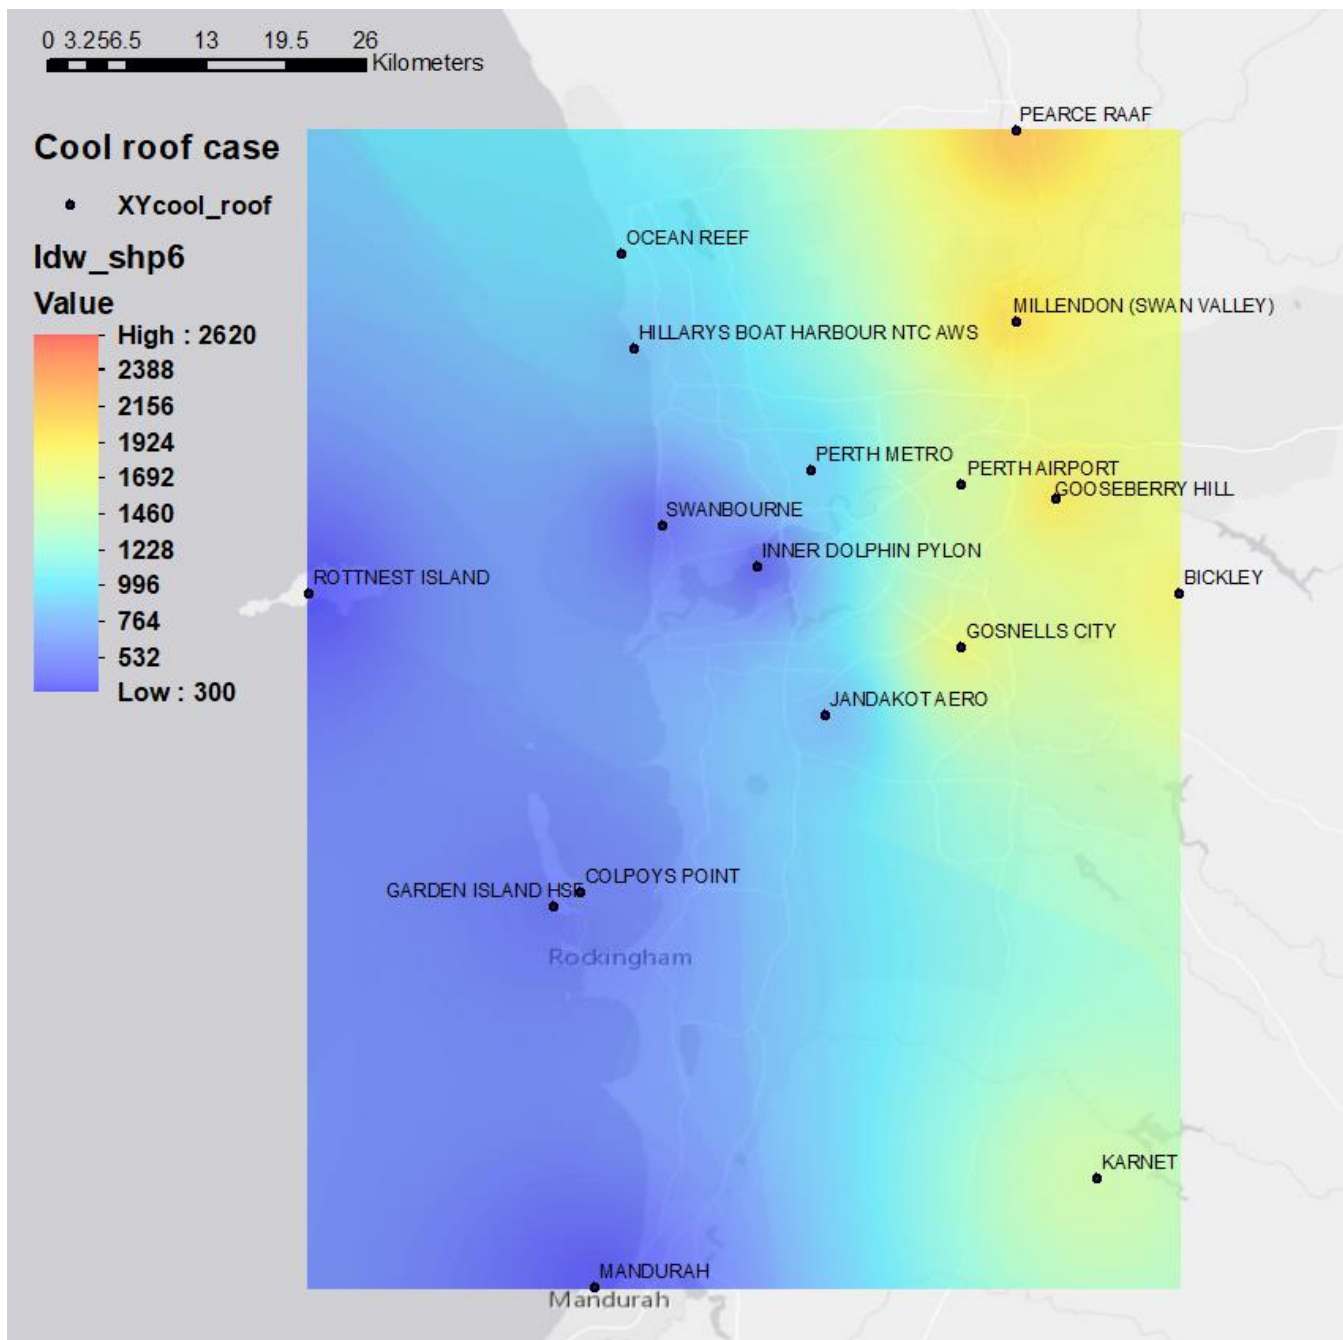 0 3.25 6.5 13 19.5 26
Kilometers
PEARCE RAAF
Cool roof case
XYcool_roof
OCEAN REEF
Idw_shp6
Value
High : 2620
2388
2156
1924
1692
1460
1228
996
764
532
Low : 300
MILLENDON (SWAN VALLEY)
HILLARYS BOAT HARBOUR NTC AWS
PERTH METRO
PERTH AIRPORT
GOOSEBERRY HILL
SWANBOURNE
INNER DOLPHIN PYLON
ROTTNEST ISLAND
BICKLEY
GOSNELLS CITY
JANDAKOT AERO
COLPOYS POINT
GARDEN ISLAND HSF
Rockingham
KARNET
MANDURAH
Mandurah